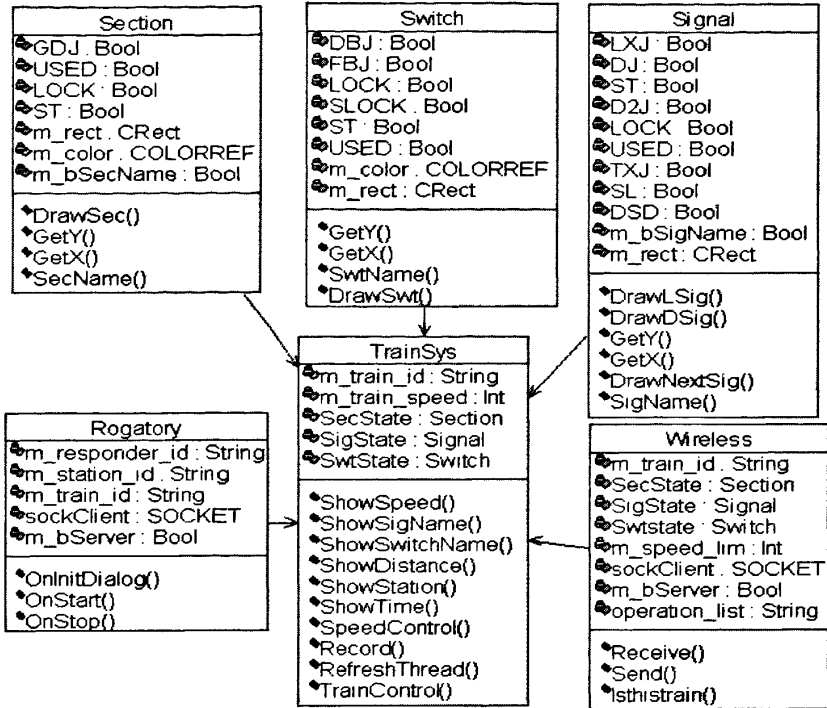 Section
GDJ : Bool
USED : Bool
LOCK : Bool
ST : Bool
m_rect : CRect
m_color : COLORREF
m_bSecName : Bool
DrawSec()
GetY()
GetX()
SecName()
Switch
DBJ : Bool
FBJ : Bool
LOCK : Bool
SLOCK : Bool
ST : Bool
USED : Bool
m_color : COLORREF
m_rect : CRect
GetY()
GetX()
SwtName()
DrawSwt()
Signal
LXJ : Bool
DJ : Bool
ST : Bool
D2J : Bool
LOCK : Bool
USED : Bool
TXJ : Bool
SL : Bool
DSD : Bool
m_bSigName : Bool
m_rect : CRect
DrawLSig()
DrawDSig()
GetY()
GetX()
DrawNextSig()
SigName()
TrainSys
m_train_id : String
m_train_speed : Int
SecState : Section
SigState : Signal
SwtState : Switch
ShowSpeed()
ShowSigName()
ShowSwitchName()
ShowDistance()
ShowStation()
ShowTime()
SpeedControl()
Record()
RefreshThread()
TrainControl()
Rogatory
m_responder_id : String
m_station_id : String
m_train_id : String
sockClient : SOCKET
m_bServer : Bool
OnInitDialog()
OnStart()
OnStop()
Wireless
m_train_id : String
SecState : Section
SigState : Signal
Swtstate : Switch
m_speed_lim : Int
sockClient : SOCKET
m_bServer : Bool
operation_list : String
Receive()
Send()
Isthistrain()